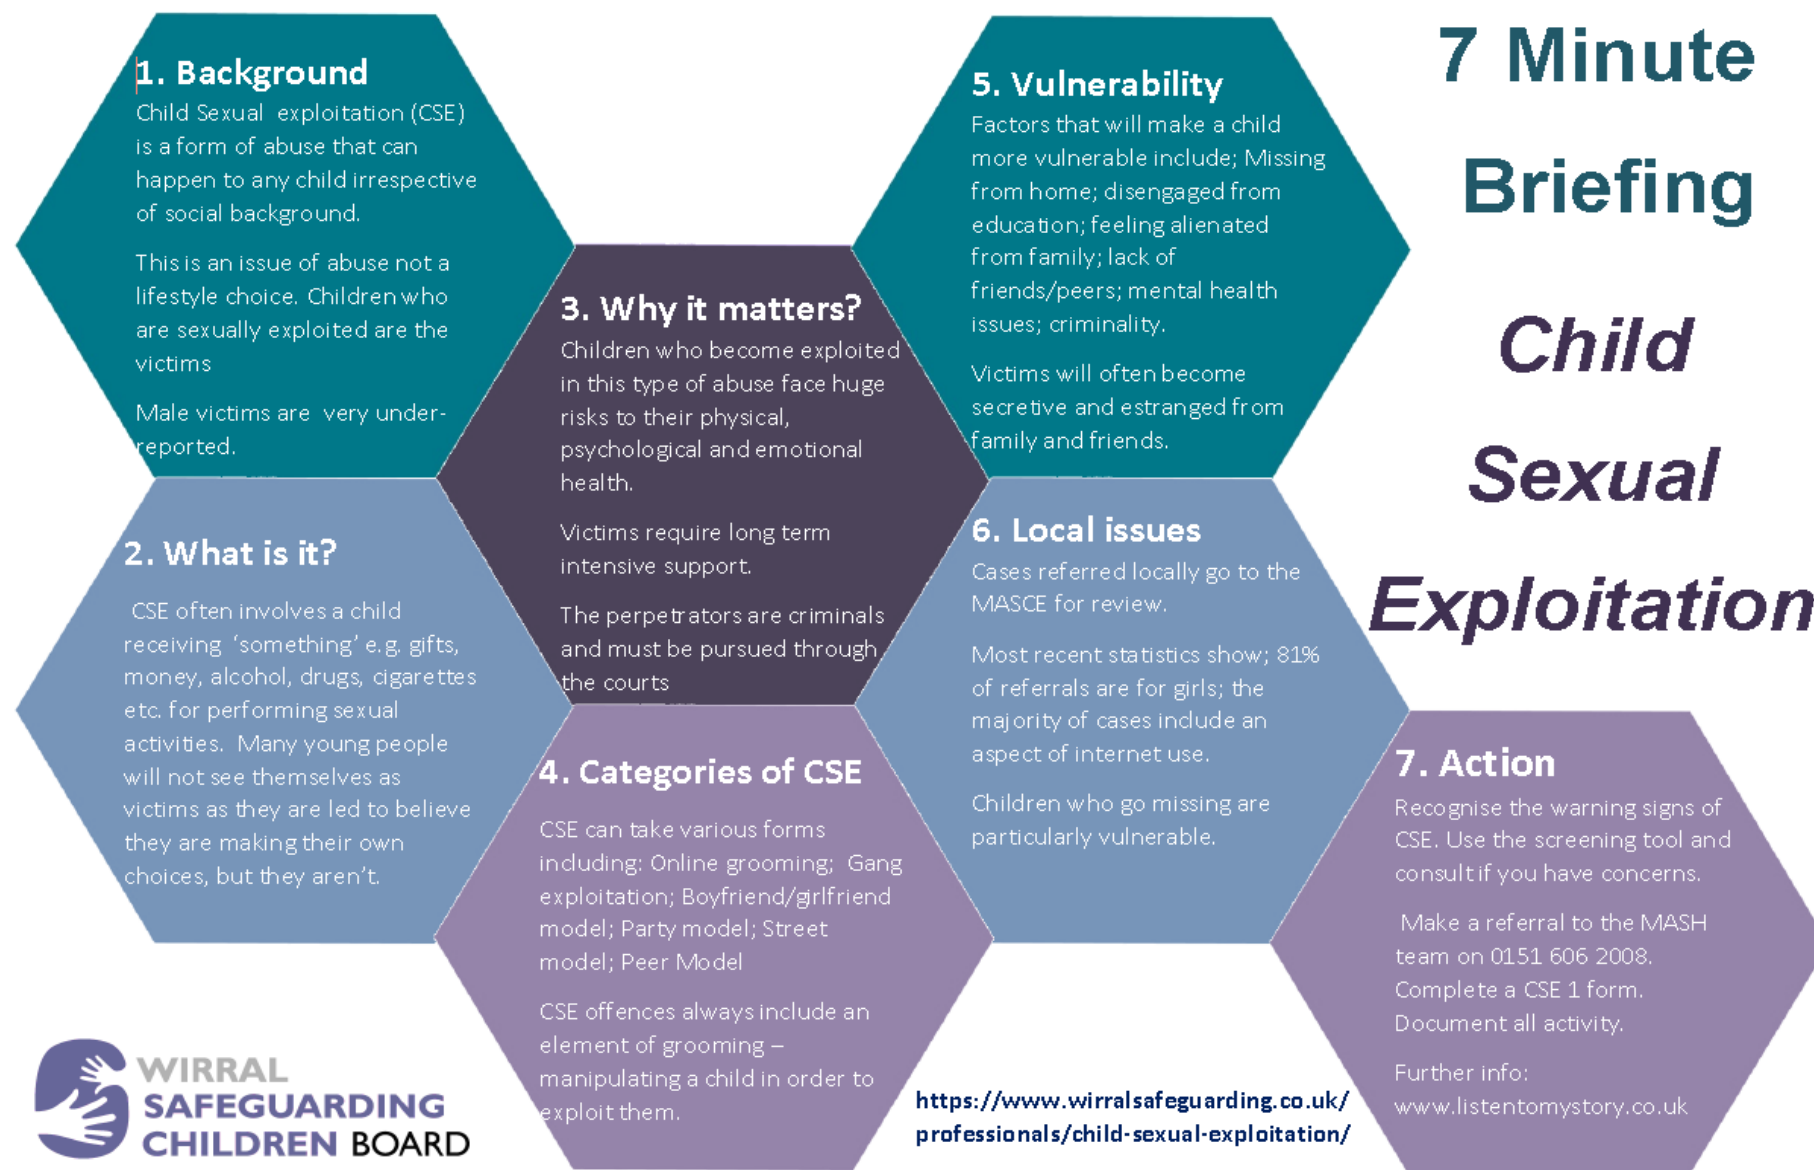 7 Minute
Briefing
Child
Sexual
Exploitation
1. Background
Child Sexual exploitation (CSE)
is a form of abuse that can
happen to any child irrespective
of social background.
This is an issue of abuse not a
lifestyle choice. Children who
are sexually exploited are the
victims
Male victims are very under-
reported.
2. What is it?
CSE often involves a child
receiving ‘something’ e.g. gifts,
money, alcohol, drugs, cigarettes
etc. for performing sexual
activities. Many young people
will not see themselves as
victims as they are led to believe
they are making their own
choices, but they aren’t.
3. Why it matters?
Children who become exploited
in this type of abuse face huge
risks to their physical,
psychological and emotional
health.
Victims require long term
intensive support.
The perpetrators are criminals
and must be pursued through
the courts
4. Categories of CSE
CSE can take various forms
including: Online grooming; Gang
exploitation; Boyfriend/girlfriend
model; Party model; Street
model; Peer Model
CSE offences always include an
element of grooming –
manipulating a child in order to
exploit them.
5. Vulnerability
Factors that will make a child
more vulnerable include; Missing
from home; disengaged from
education; feeling alienated
from family; lack of
friends/peers; mental health
issues; criminality.
Victims will often become
secretive and estranged from
family and friends.
6. Local issues
Cases referred locally go to the
MASCE for review.
Most recent statistics show; 81%
of referrals are for girls; the
majority of cases include an
aspect of internet use.
Children who go missing are
particularly vulnerable.
7. Action
Recognise the warning signs of
CSE. Use the screening tool and
consult if you have concerns.
Make a referral to the MASH
team on 0151 606 2008.
Complete a CSE 1 form.
Document all activity.
Further info:
www.listentomystory.co.uk
WIRRAL
SAFEGUARDING
CHILDREN BOARD
https://www.wirralsafeguarding.co.uk/
professionals/child-sexual-exploitation/